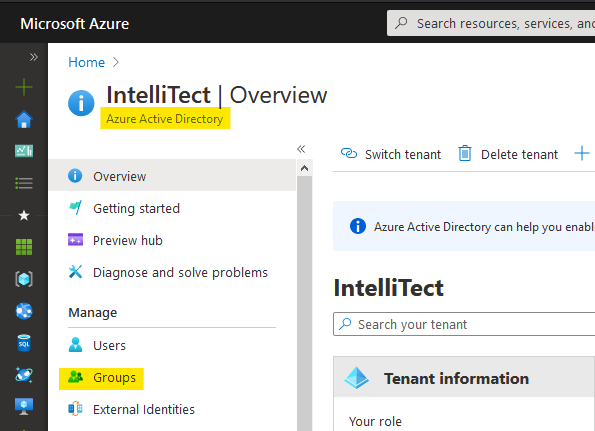 Microsoft Azure
Search resources, services, and
Home
IntelliTect | Overview
Azure Active Directory
Overview
Getting started
Preview hub
Diagnose and solve problems
Manage
Users
Groups
External Identities
Switch tenant
Delete tenant
Azure Active Directory can help you enable
IntelliTect
Search your tenant
Tenant information
Your role
SQL